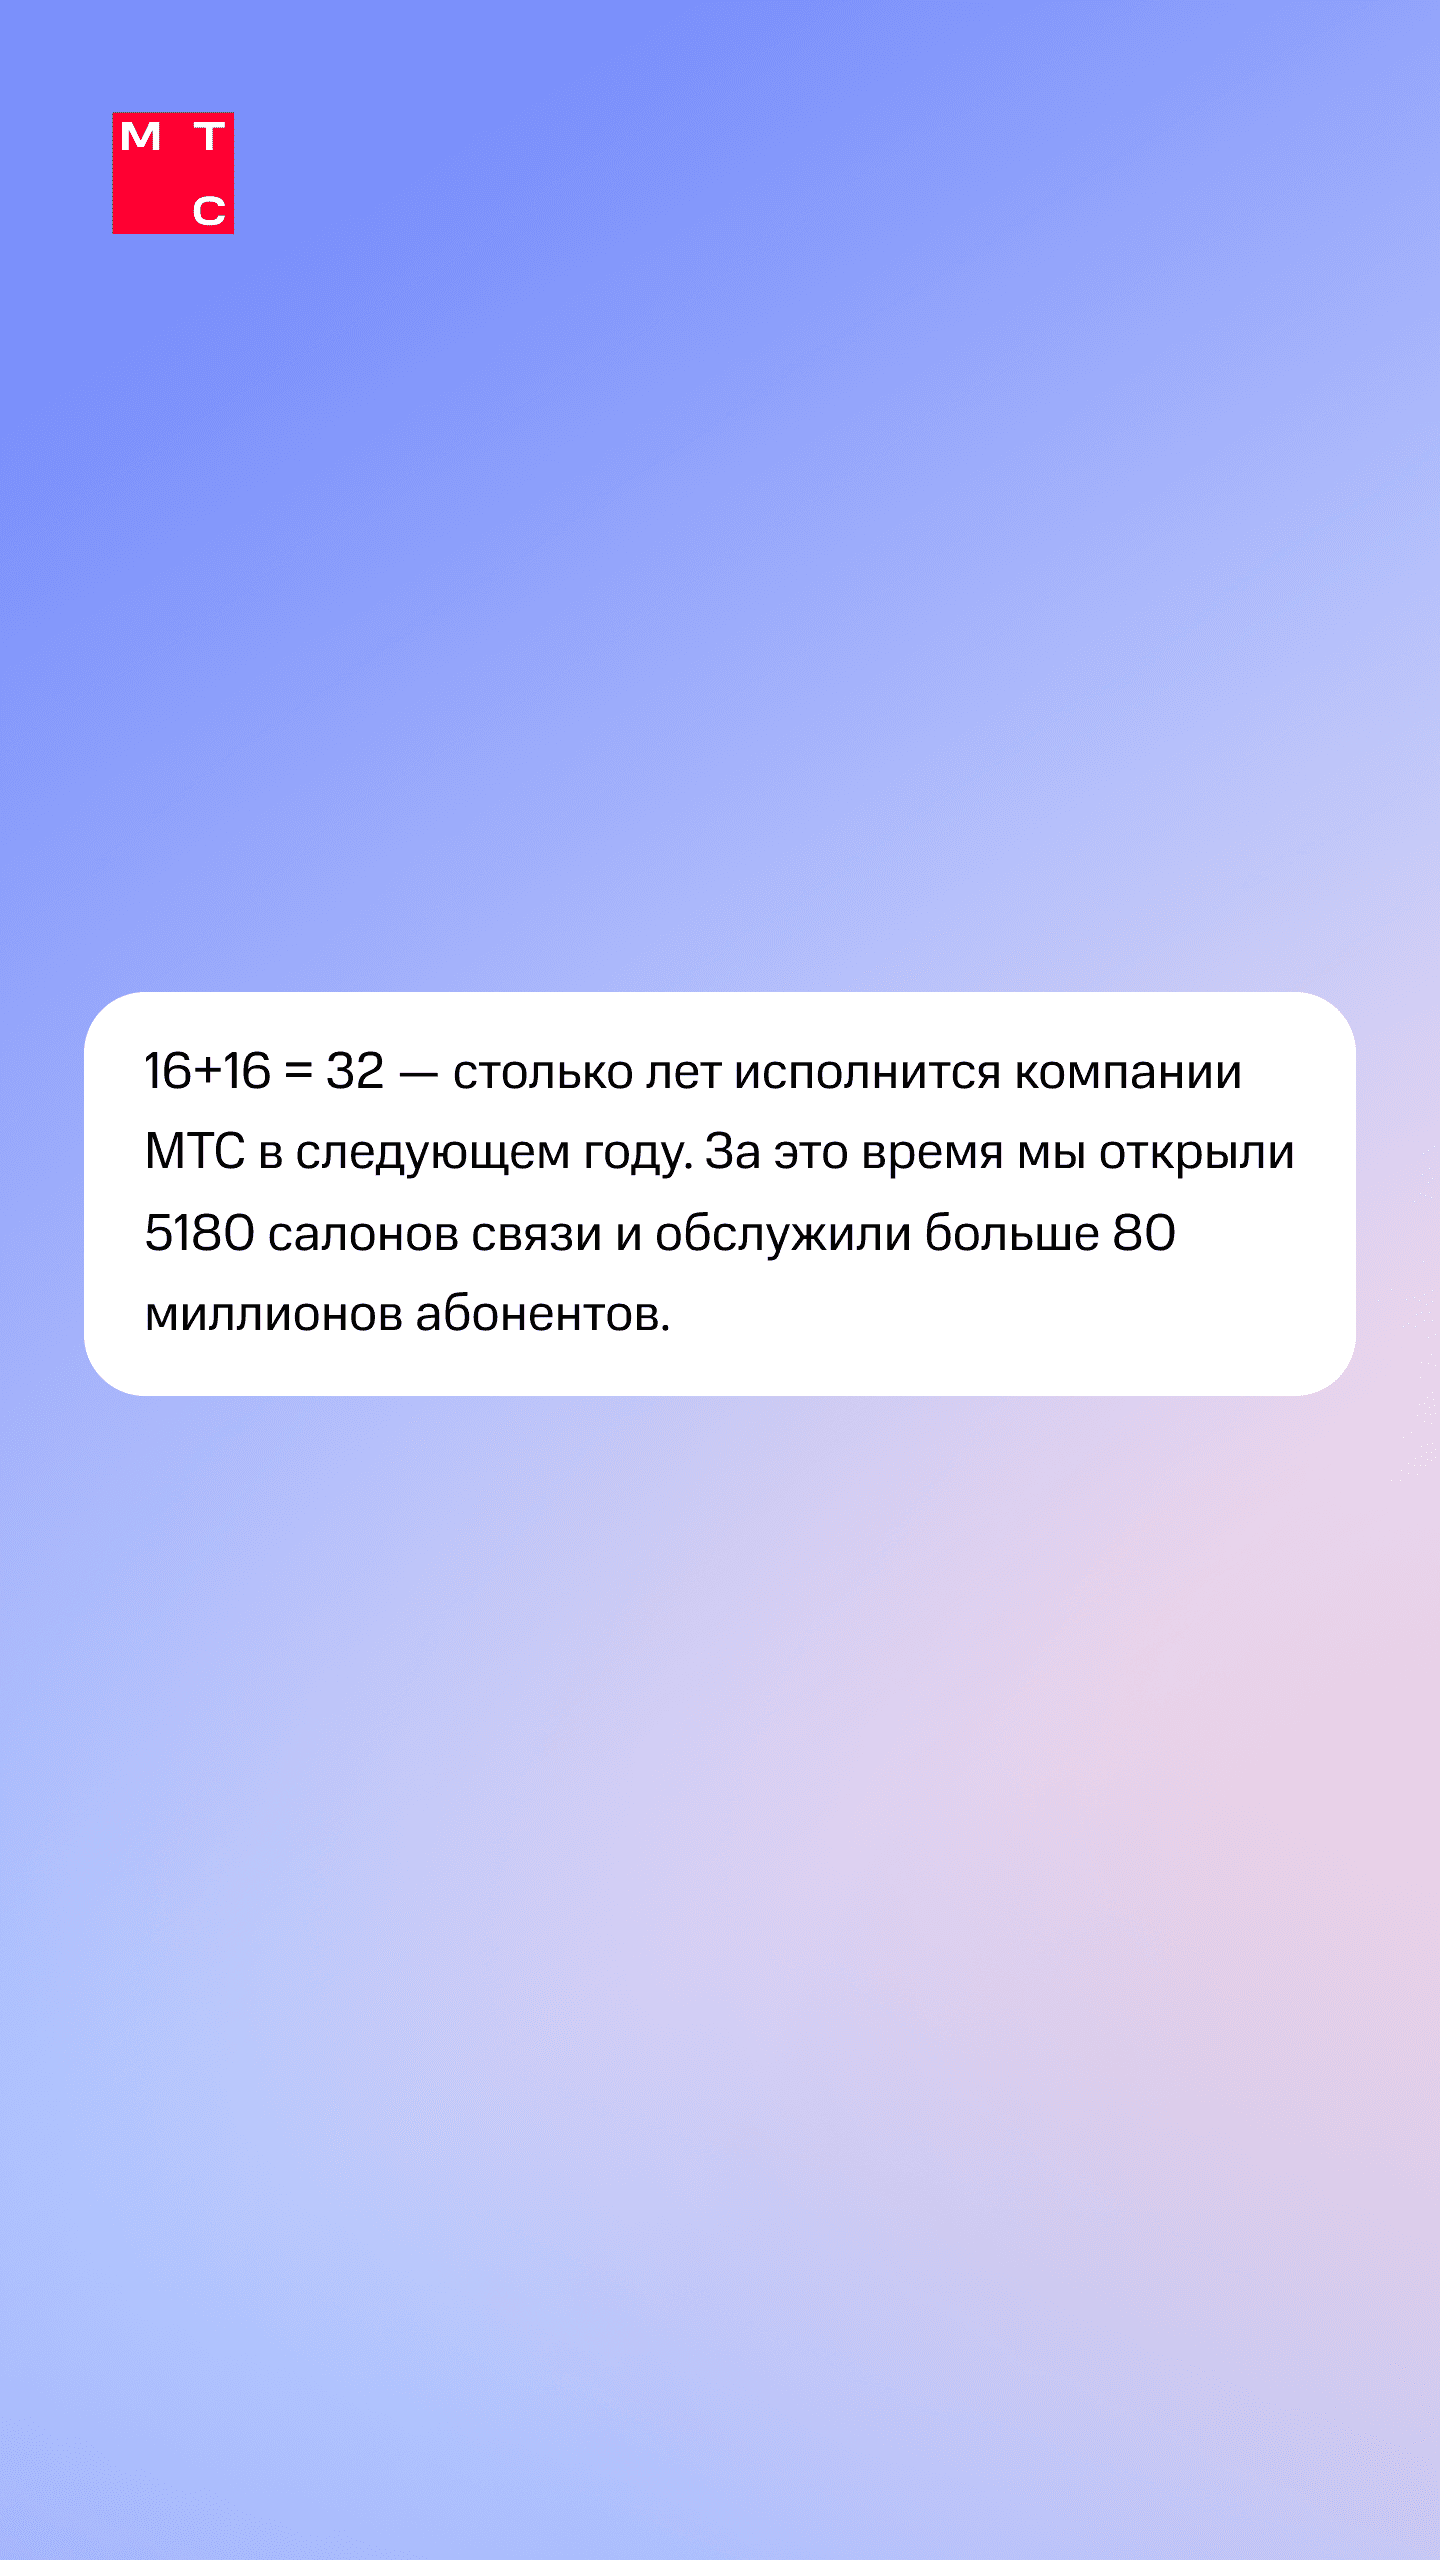 М Т
С
16+16 = 32 — столько лет исполнится компании
МТС в следующем году. За это время мы открыли
5180 салонов связи и обслужили больше 80
миллионов абонентов.